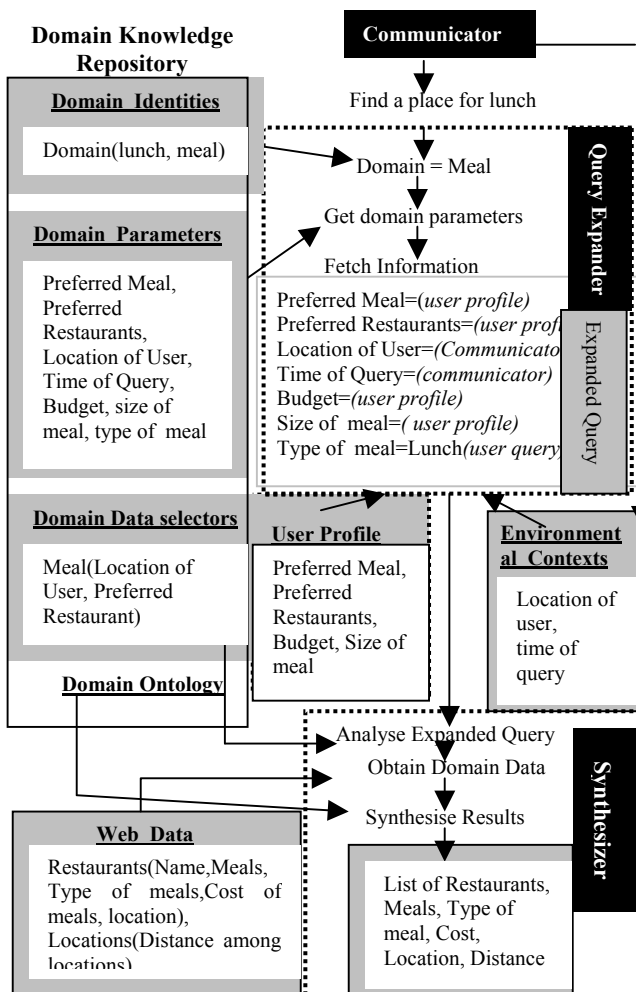 Domain Knowledge
Repository
Domain Identities
Domain(lunch, meal)
Domain Parameters
Preferred Meal,
Preferred
Restaurants,
Location of User,
Time of Query,
Budget, size of
meal, type of meal
Domain Data selectors
Meal(Location of
User, Preferred
Restaurant)
Domain Ontology
Communicator
Find a place for lunch
Domain = Meal
Get domain parameters
Fetch Information
Preferred Meal=(user profile)
Preferred Restaurants=(user profi
Location of User=(Communicato
Time of Query=(communicator)
Budget=(user profile)
Size of meal=( user profile)
Type of meal=Lunch(user query)
Query Expander
Expanded Query
User Profile
Preferred Meal,
Preferred
Restaurants,
Budget, Size of
meal
Environment
al Contexts
Location of
user,
time of
query
Analyse Expanded Query
Obtain Domain Data
Synthesise Results
Synthesizer
Web Data
Restaurants(Name,Meals,
Type of meals,Cost of
meals, location),
Locations(Distance among
locations)
List of Restaurants,
Meals, Type of
meal, Cost,
Location, Distance